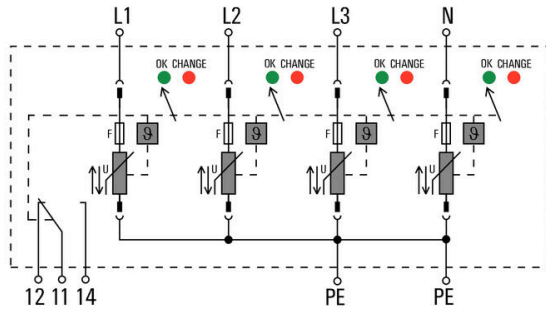 L1 L2 L3 N
OK CHANGE OK CHANGE OK CHANGE OK CHANGE
F ϑ F ϑ F ϑ F ϑ
U U U U
12 11 14 PE PE